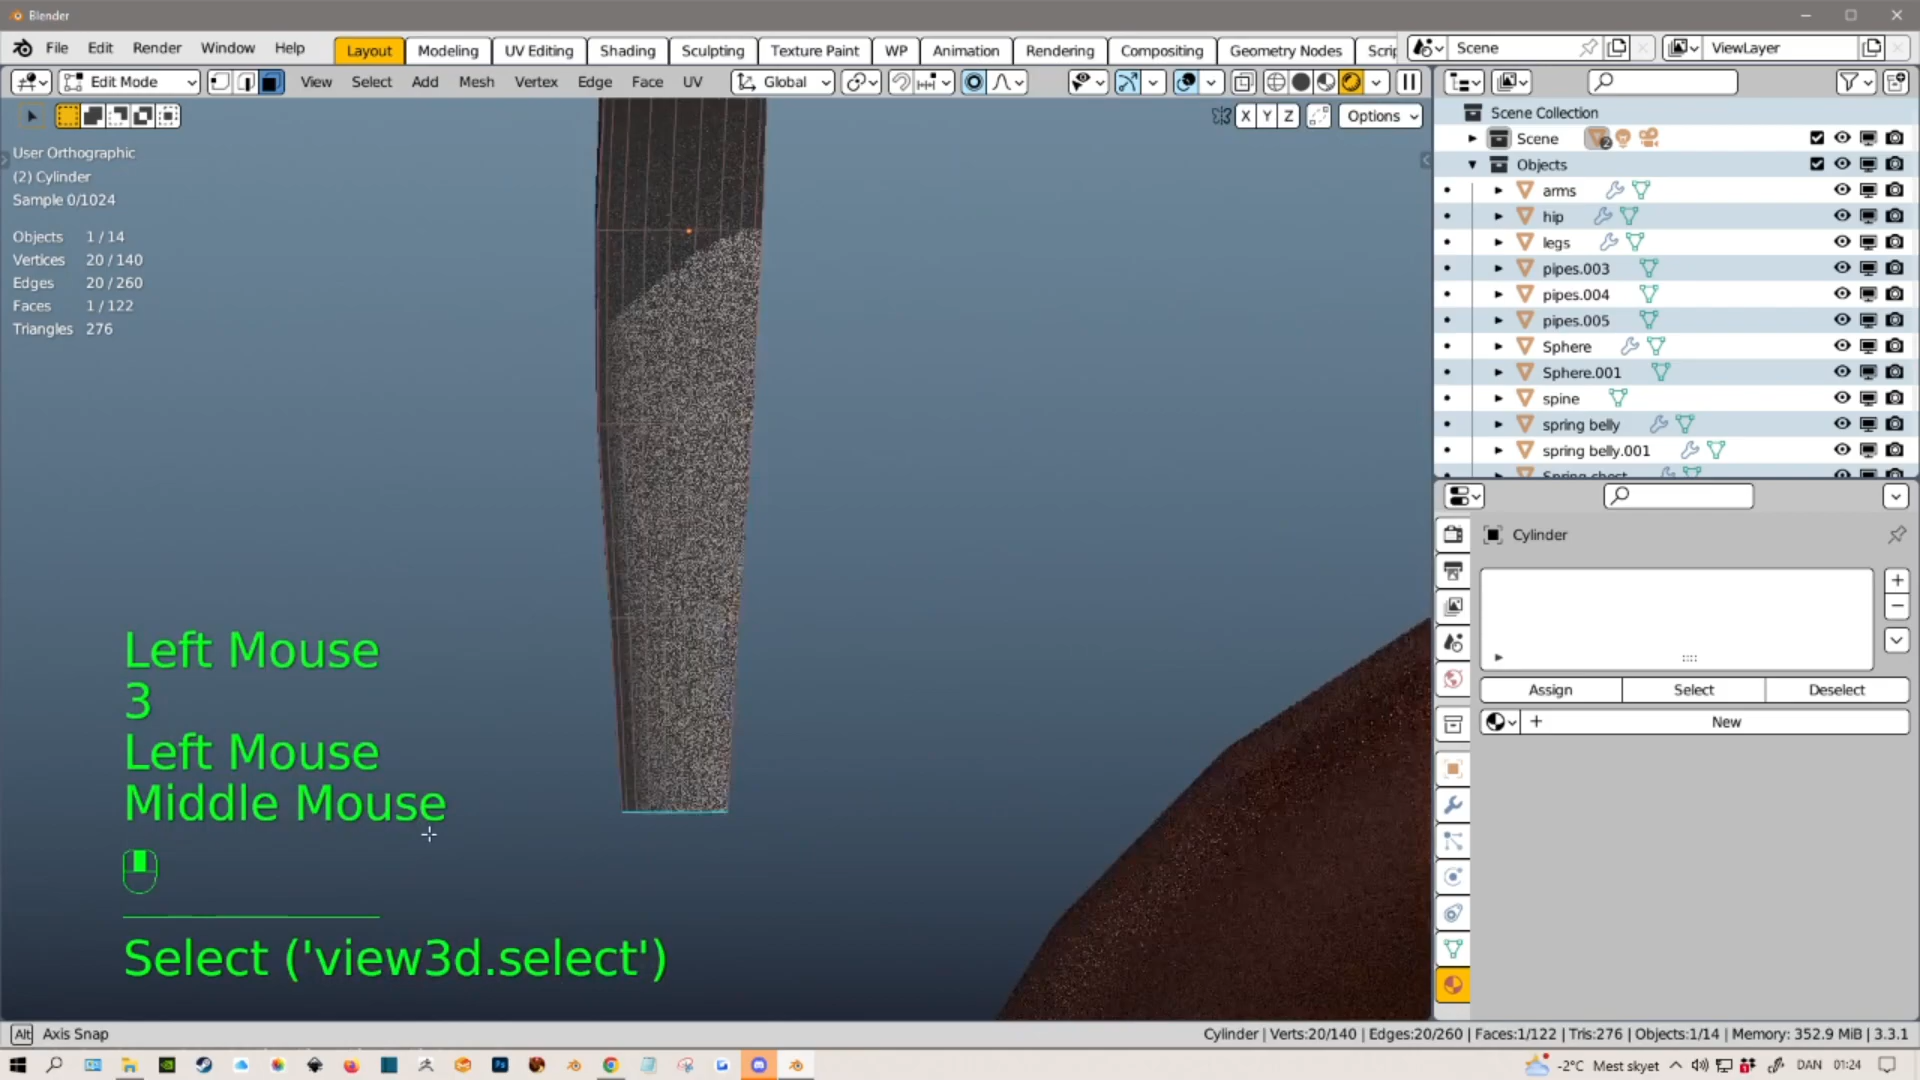 Blender
File Edit Render Window Help Layout Modeling UV Editing Shading Sculpting Texture Paint WP Animation Rendering Compositing Geometry Nodes Scrip Scene ViewLayer
Edit Mode View Select Add Mesh Vertex Edge Face UV Global
X Y Z Options
User Orthographic
(2) Cylinder
Sample 0/1024
Objects 1 / 14
Vertices 20 / 140
Edges 20 / 260
Faces 1 / 122
Triangles 276
Scene Collection
Scene 2
Objects
arms
hip
legs
pipes.003
pipes.004
pipes.005
Sphere
Sphere.001
spine
spring belly
spring belly.001
Spring chest
Cylinder
Assign Select Deselect
New
Left Mouse
3
Left Mouse
Middle Mouse
Select ('view3d.select')
Alt Axis Snap
Cylinder | Verts:20/140 | Edges:20/260 | Faces:1/122 | Tris:276 | Objects:1/14 | Memory: 352.9 MiB | 3.3.1
-2°C Mest skyet DAN 01:24